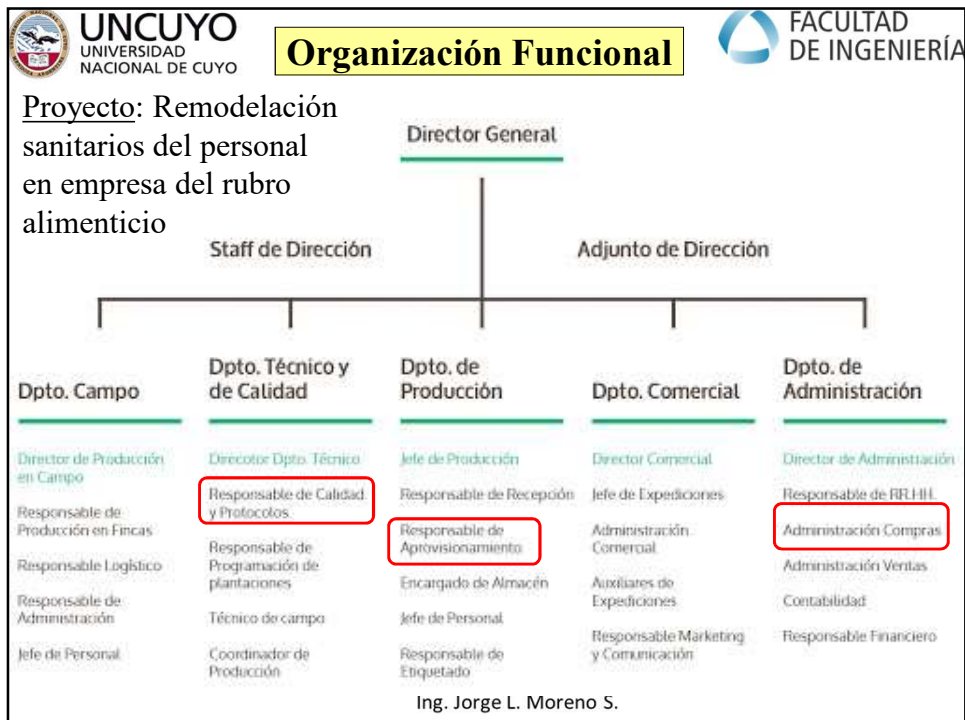 UNCUYO
UNIVERSIDAD
NACIONAL DE CUYO
Organización Funcional
FACULTAD
DE INGENIERÍA
Proyecto: Remodelación
sanitarios del personal
en empresa del rubro
alimenticio
Director General
Staff de Dirección
Adjunto de Dirección
Dpto. Campo
Director de Producción
en Campo
Responsable de
Producción en Fincas
Responsable Logístico
Responsable de
Administración
Jefe de Personal
Dpto. Técnico y
de Calidad
Direcotor Dpto. Técnico
Responsable de Calidad
y Protocolos
Responsable de
Programación de
plantaciones
Técnico de campo
Coordinador de
Producción
Dpto. de
Producción
Jefe de Producción
Responsable de Recepción
Responsable de
Aprovisionamiento
Encargado de Almacén
Jefe de Personal
Responsable de
Etiquetado
Dpto. Comercial
Director Comercial
Jefe de Expediciones
Administración
Comercial
Auxiliares de
Expediciones
Responsable Marketing
y Comunicación
Dpto. de
Administración
Director de Administración
Responsable de RR.HH.
Administración Compras
Administración Ventas
Contabilidad
Responsable Financiero
Ing. Jorge L. Moreno S.